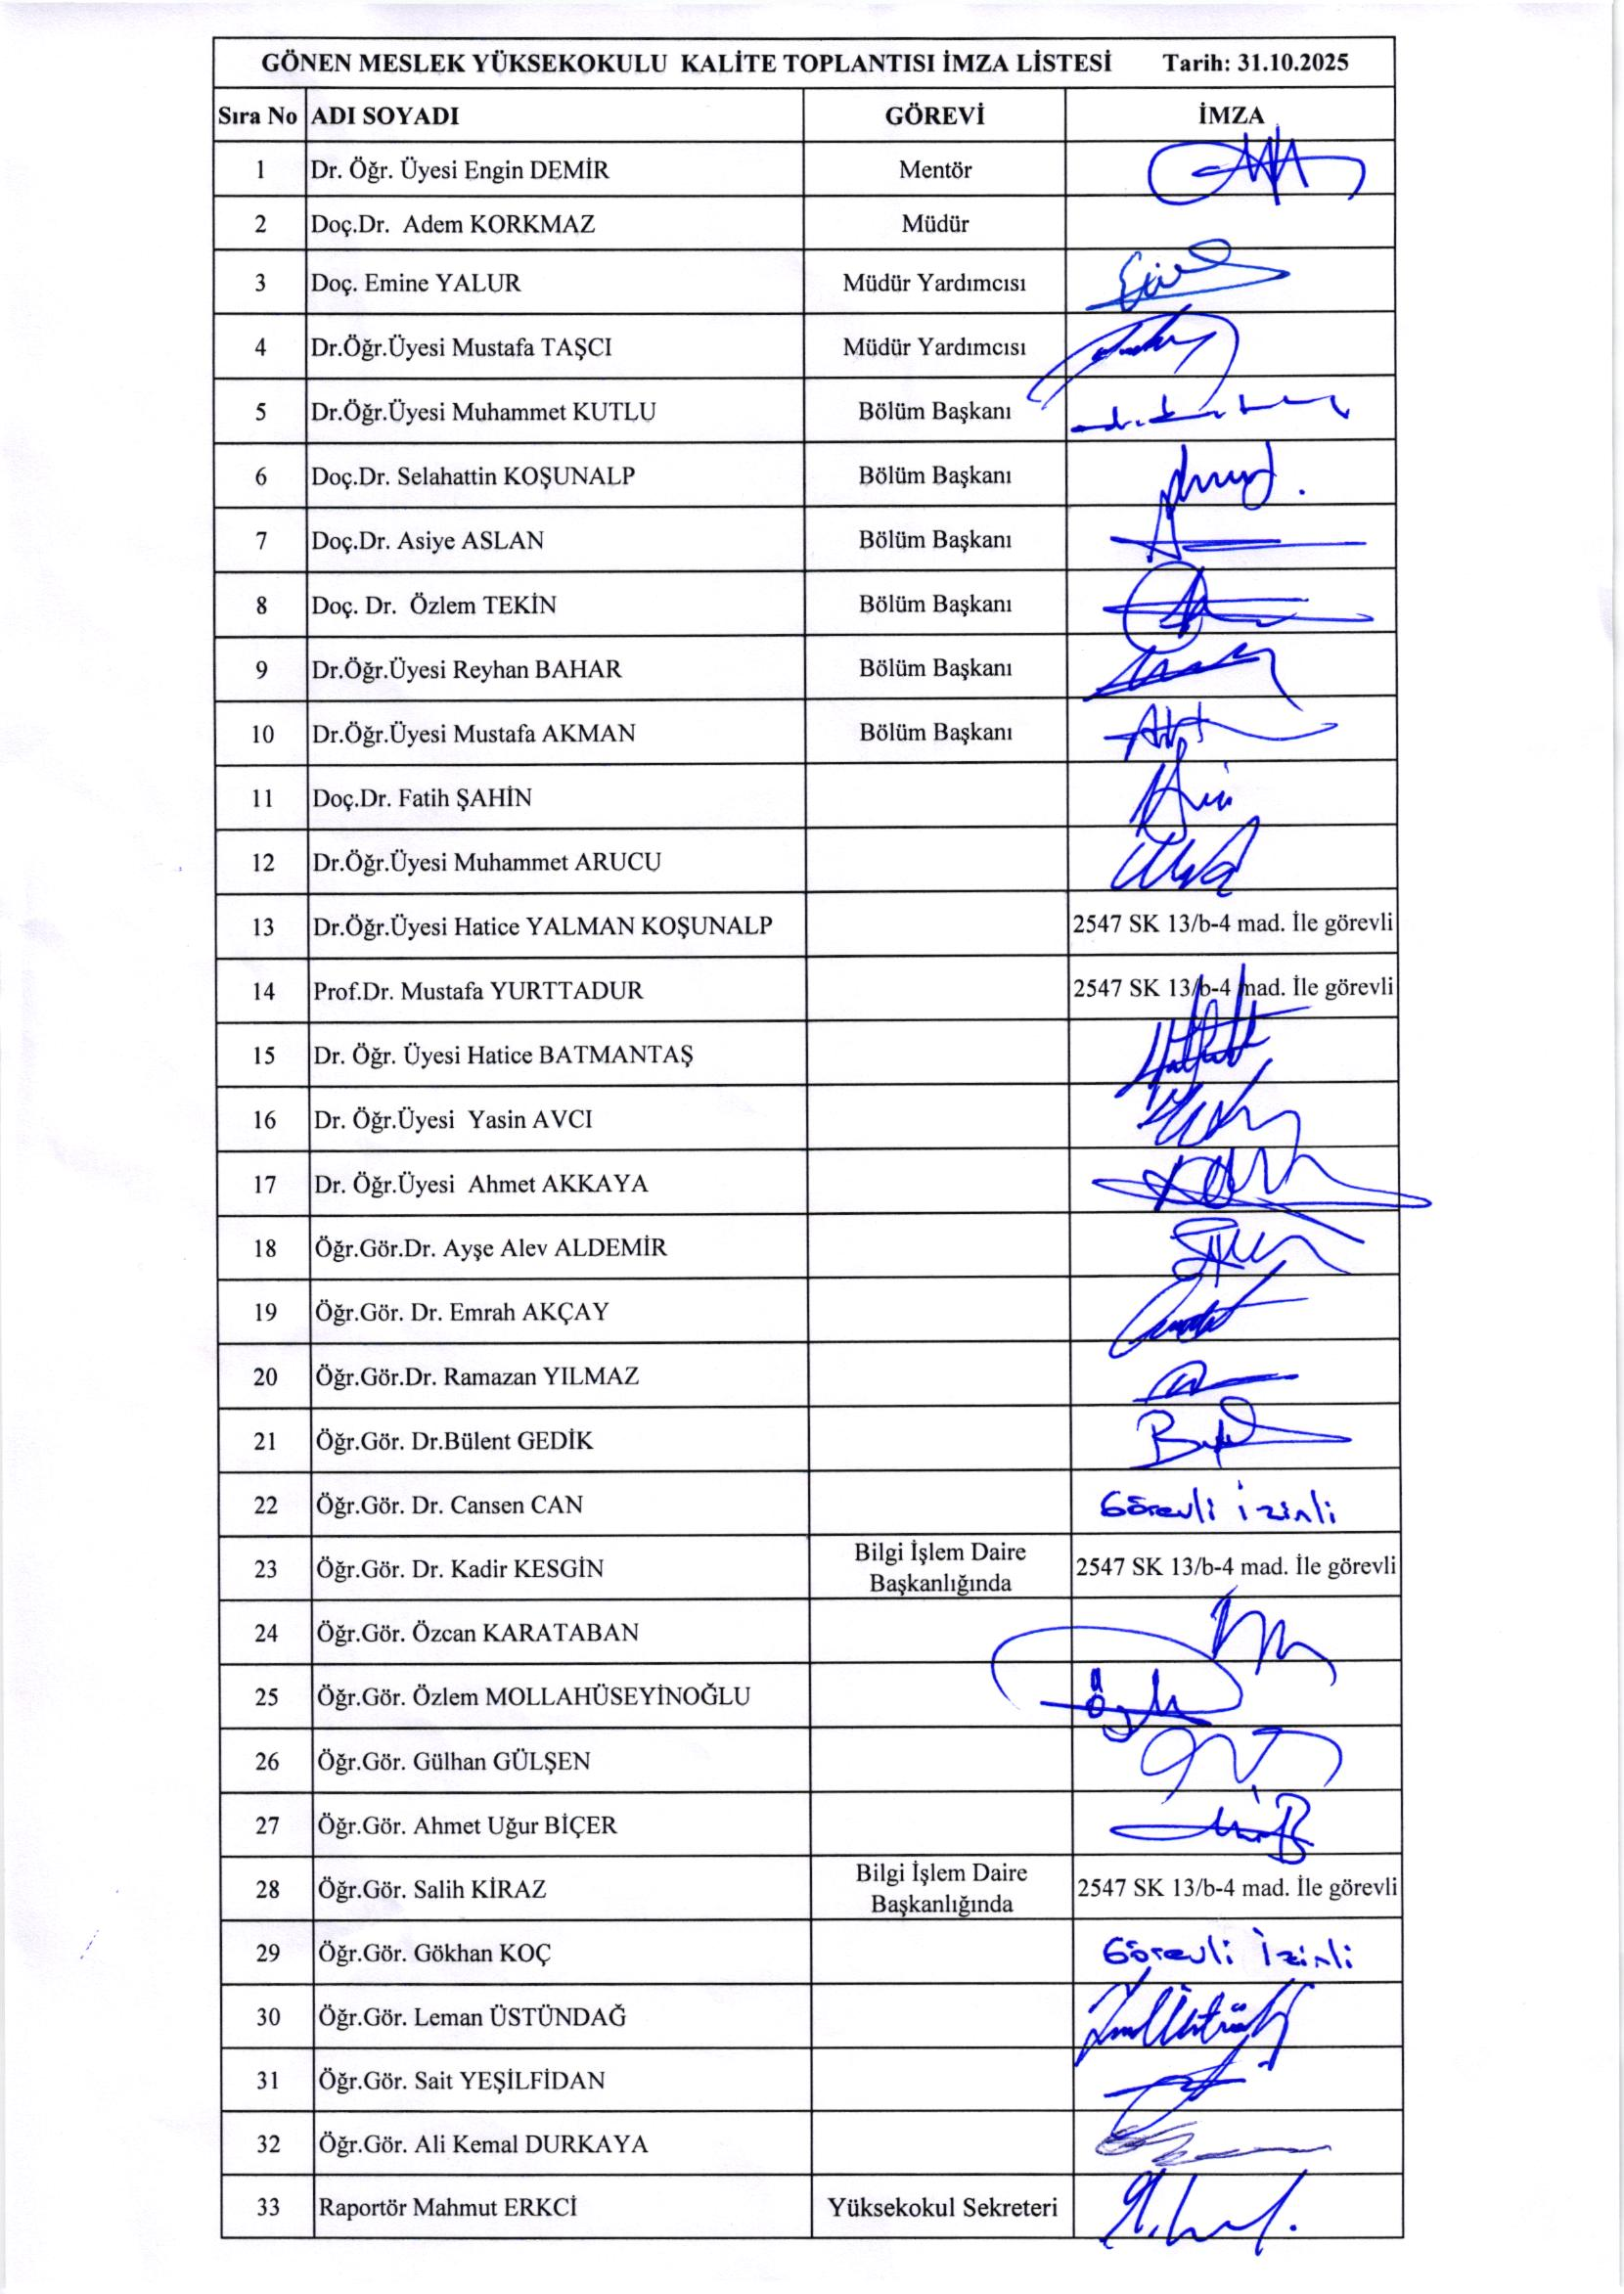 GÖNEN MESLEK YÜKSEKOKULU KALİTE TOPLANTISI İMZA LİSTESİ Tarih: 31.10.2025
Sıra No ADI SOYADI GÖREVİ İMZA
1 Dr. Öğr. Üyesi Engin DEMİR Mentör
2 Doç.Dr. Adem KORKMAZ Müdür
3 Doç. Emine YALUR Müdür Yardımcısı
4 Dr.Öğr.Üyesi Mustafa TAŞCI Müdür Yardımcısı
5 Dr.Öğr.Üyesi Muhammet KUTLU Bölüm Başkanı
6 Doç.Dr. Selahattin KOŞUNALP Bölüm Başkanı
7 Doç.Dr. Asiye ASLAN Bölüm Başkanı
8 Doç. Dr. Özlem TEKİN Bölüm Başkanı
9 Dr.Öğr.Üyesi Reyhan BAHAR Bölüm Başkanı
10 Dr.Öğr.Üyesi Mustafa AKMAN Bölüm Başkanı
11 Doç.Dr. Fatih ŞAHİN
12 Dr.Öğr.Üyesi Muhammet ARUCU
13 Dr.Öğr.Üyesi Hatice YALMAN KOŞUNALP 2547 SK 13/b-4 mad. İle görevli
14 Prof.Dr. Mustafa YURTTADUR 2547 SK 13/b-4 mad. İle görevli
15 Dr. Öğr. Üyesi Hatice BATMANTAŞ
16 Dr. Öğr.Üyesi Yasin AVCI
17 Dr. Öğr.Üyesi Ahmet AKKAYA
18 Öğr.Gör.Dr. Ayşe Alev ALDEMİR
19 Öğr.Gör. Dr. Emrah AKÇAY
20 Öğr.Gör.Dr. Ramazan YILMAZ
21 Öğr.Gör. Dr.Bülent GEDİK
22 Öğr.Gör. Dr. Cansen CAN Görevli İzinli
23 Öğr.Gör. Dr. Kadir KESGİN Bilgi İşlem Daire Başkanlığında 2547 SK 13/b-4 mad. İle görevli
24 Öğr.Gör. Özcan KARATABAN
25 Öğr.Gör. Özlem MOLLAHÜSEYİNOĞLU
26 Öğr.Gör. Gülhan GÜLŞEN
27 Öğr.Gör. Ahmet Uğur BİÇER
28 Öğr.Gör. Salih KİRAZ Bilgi İşlem Daire Başkanlığında 2547 SK 13/b-4 mad. İle görevli
29 Öğr.Gör. Gökhan KOÇ Görevli İzinli
30 Öğr.Gör. Leman ÜSTÜNDAĞ
31 Öğr.Gör. Sait YEŞİLFİDAN
32 Öğr.Gör. Ali Kemal DURKAYA
33 Raportör Mahmut ERKCİ Yüksekokul Sekreteri